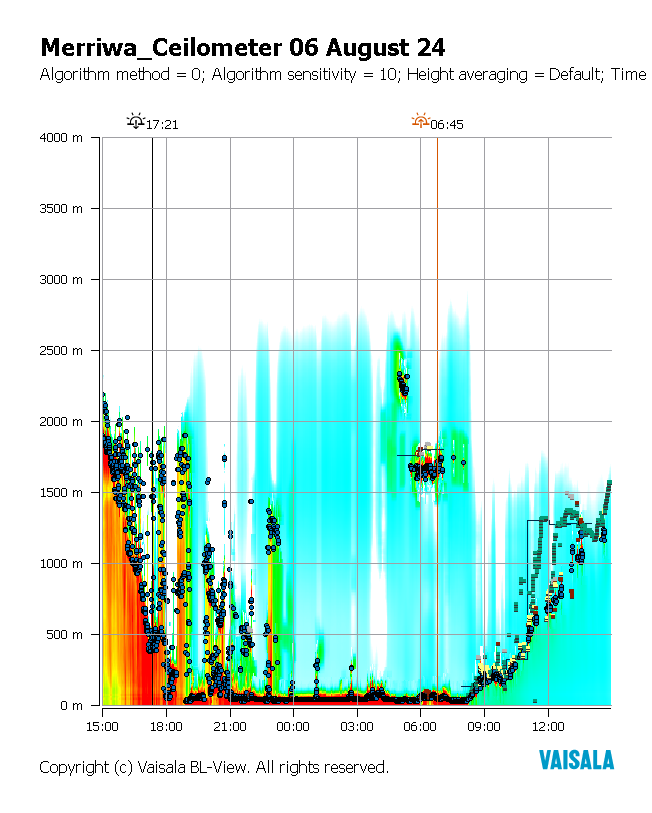 Merriwa_Ceilometer 06 August 24
Algorithm method = 0; Algorithm sensitivity = 10; Height averaging = Default; Time
17:21 06:45
4000 m
3500 m
3000 m
2500 m
2000 m
1500 m
1000 m
500 m
0 m
15:00 18:00 21:00 00:00 03:00 06:00 09:00 12:00
VAISALA
Copyright (c) Vaisala BL-View. All rights reserved.